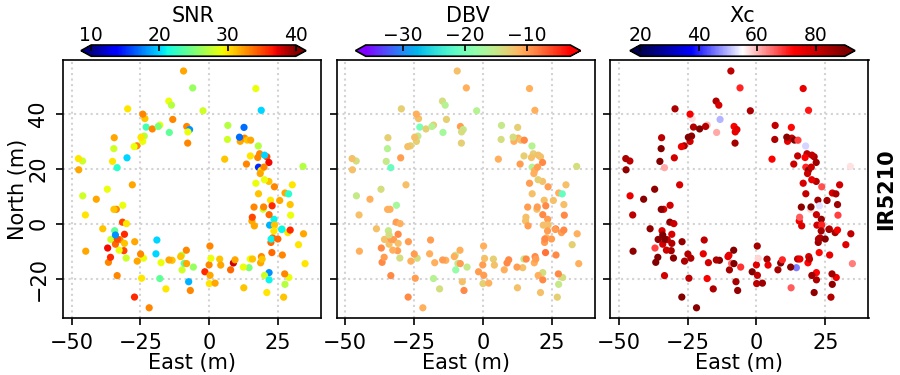 SNR DBV Xc
10 20 30 40 −30 −20 −10 20 40 60 80
40
20
0
−20
North (m)
IR5210
−50 −25 0 25 −50 −25 0 25 −50 −25 0 25
East (m) East (m) East (m)